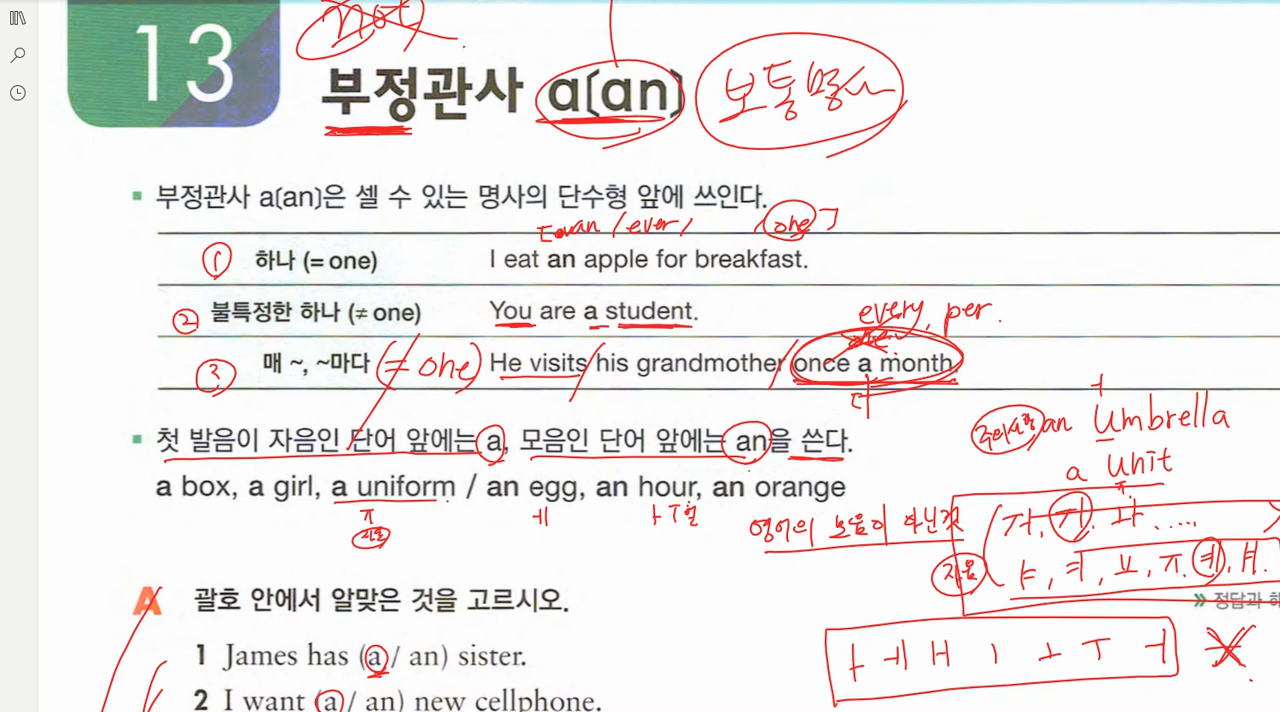 not
13
부정관사 a(an) 보통명사
부정관사 a(an)은 셀 수 있는 명사의 단수형 앞에 쓰인다.
one
① 하나 (= one) I eat an apple for breakfast.
② 불특정한 하나 (≠ one) You are a student.
every, per.
③ 매 ~, ~마다 (≠ one) He visits his grandmother once a month.
an umbrella
첫 발음이 자음인 단어 앞에는 a, 모음인 단어 앞에는 an을 쓴다.
a unit
a box, a girl, a uniform / an egg, an hour, an orange
ㅠ ㅔ
영어의 모음이 아닌것
자음 ㅑ, ㅕ, ㅛ, ㅠ, ㅖ, ㅒ.
» 정답과 해
A 괄호 안에서 알맞은 것을 고르시오.
1 James has (a / an) sister.
ㅏ ㅔ ㅐ ㅣ ㅗ ㅜ ㅓ
2 I want (a / an) new cellphone.